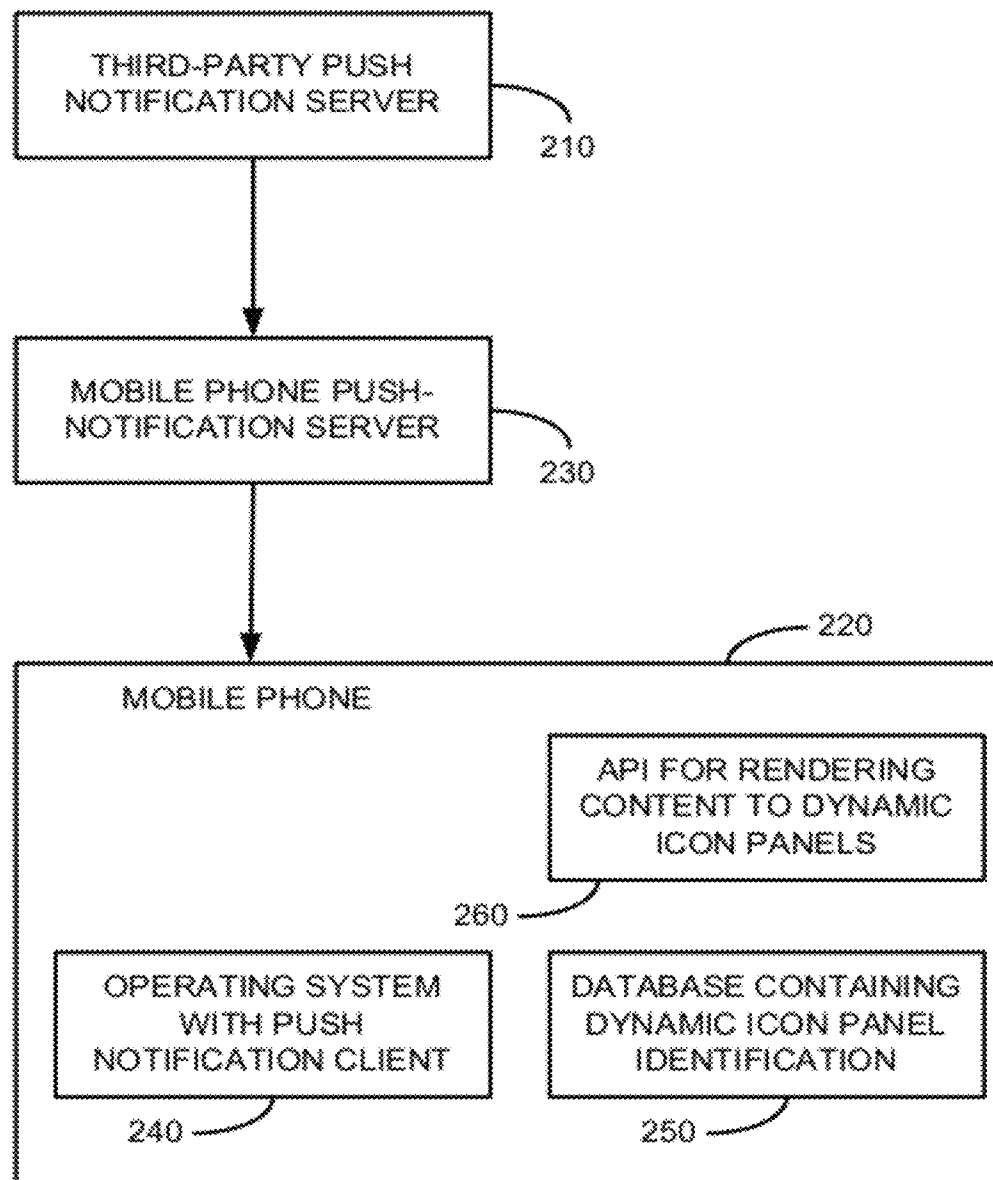 THIRD-PARTY PUSH
NOTIFICATION SERVER
210
MOBILE PHONE PUSH-
NOTIFICATION SERVER
230
220
MOBILE PHONE
API FOR RENDERING
CONTENT TO DYNAMIC
ICON PANELS
260
OPERATING SYSTEM
WITH PUSH
NOTIFICATION CLIENT
240
DATABASE CONTAINING
DYNAMIC ICON PANEL
IDENTIFICATION
250